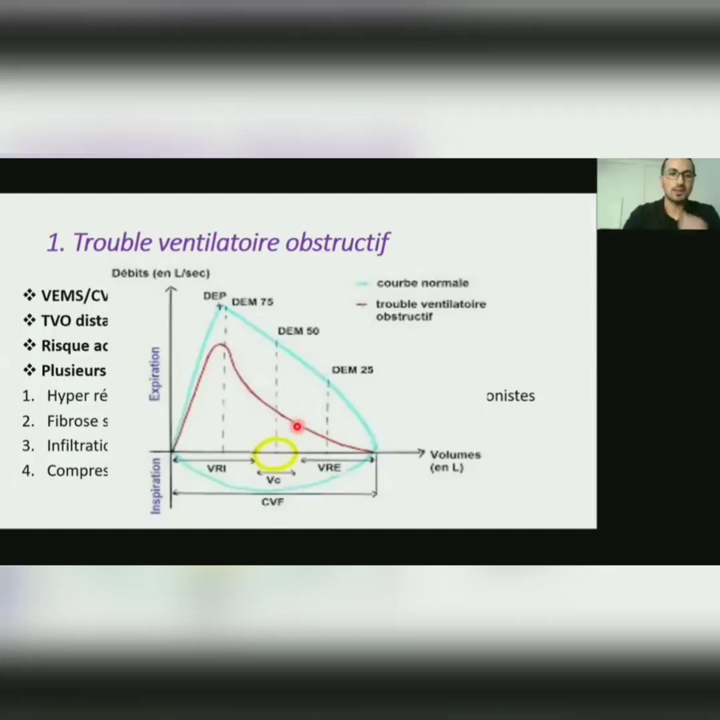 1. Trouble ventilatoire obstructif
Débits (en L/sec)
courbe normale
trouble ventilatoire
obstructif
DEP
DEM 75
DEM 50
DEM 25
❖ VEMS/CV
❖ TVO dista
❖ Risque ac
❖ Plusieurs
1. Hyper ré
onistes
2. Fibrose s
3. Infiltratio
4. Compres
Expiration
Inspiration
Volumes
(en L)
VRI
Vc
VRE
CVF